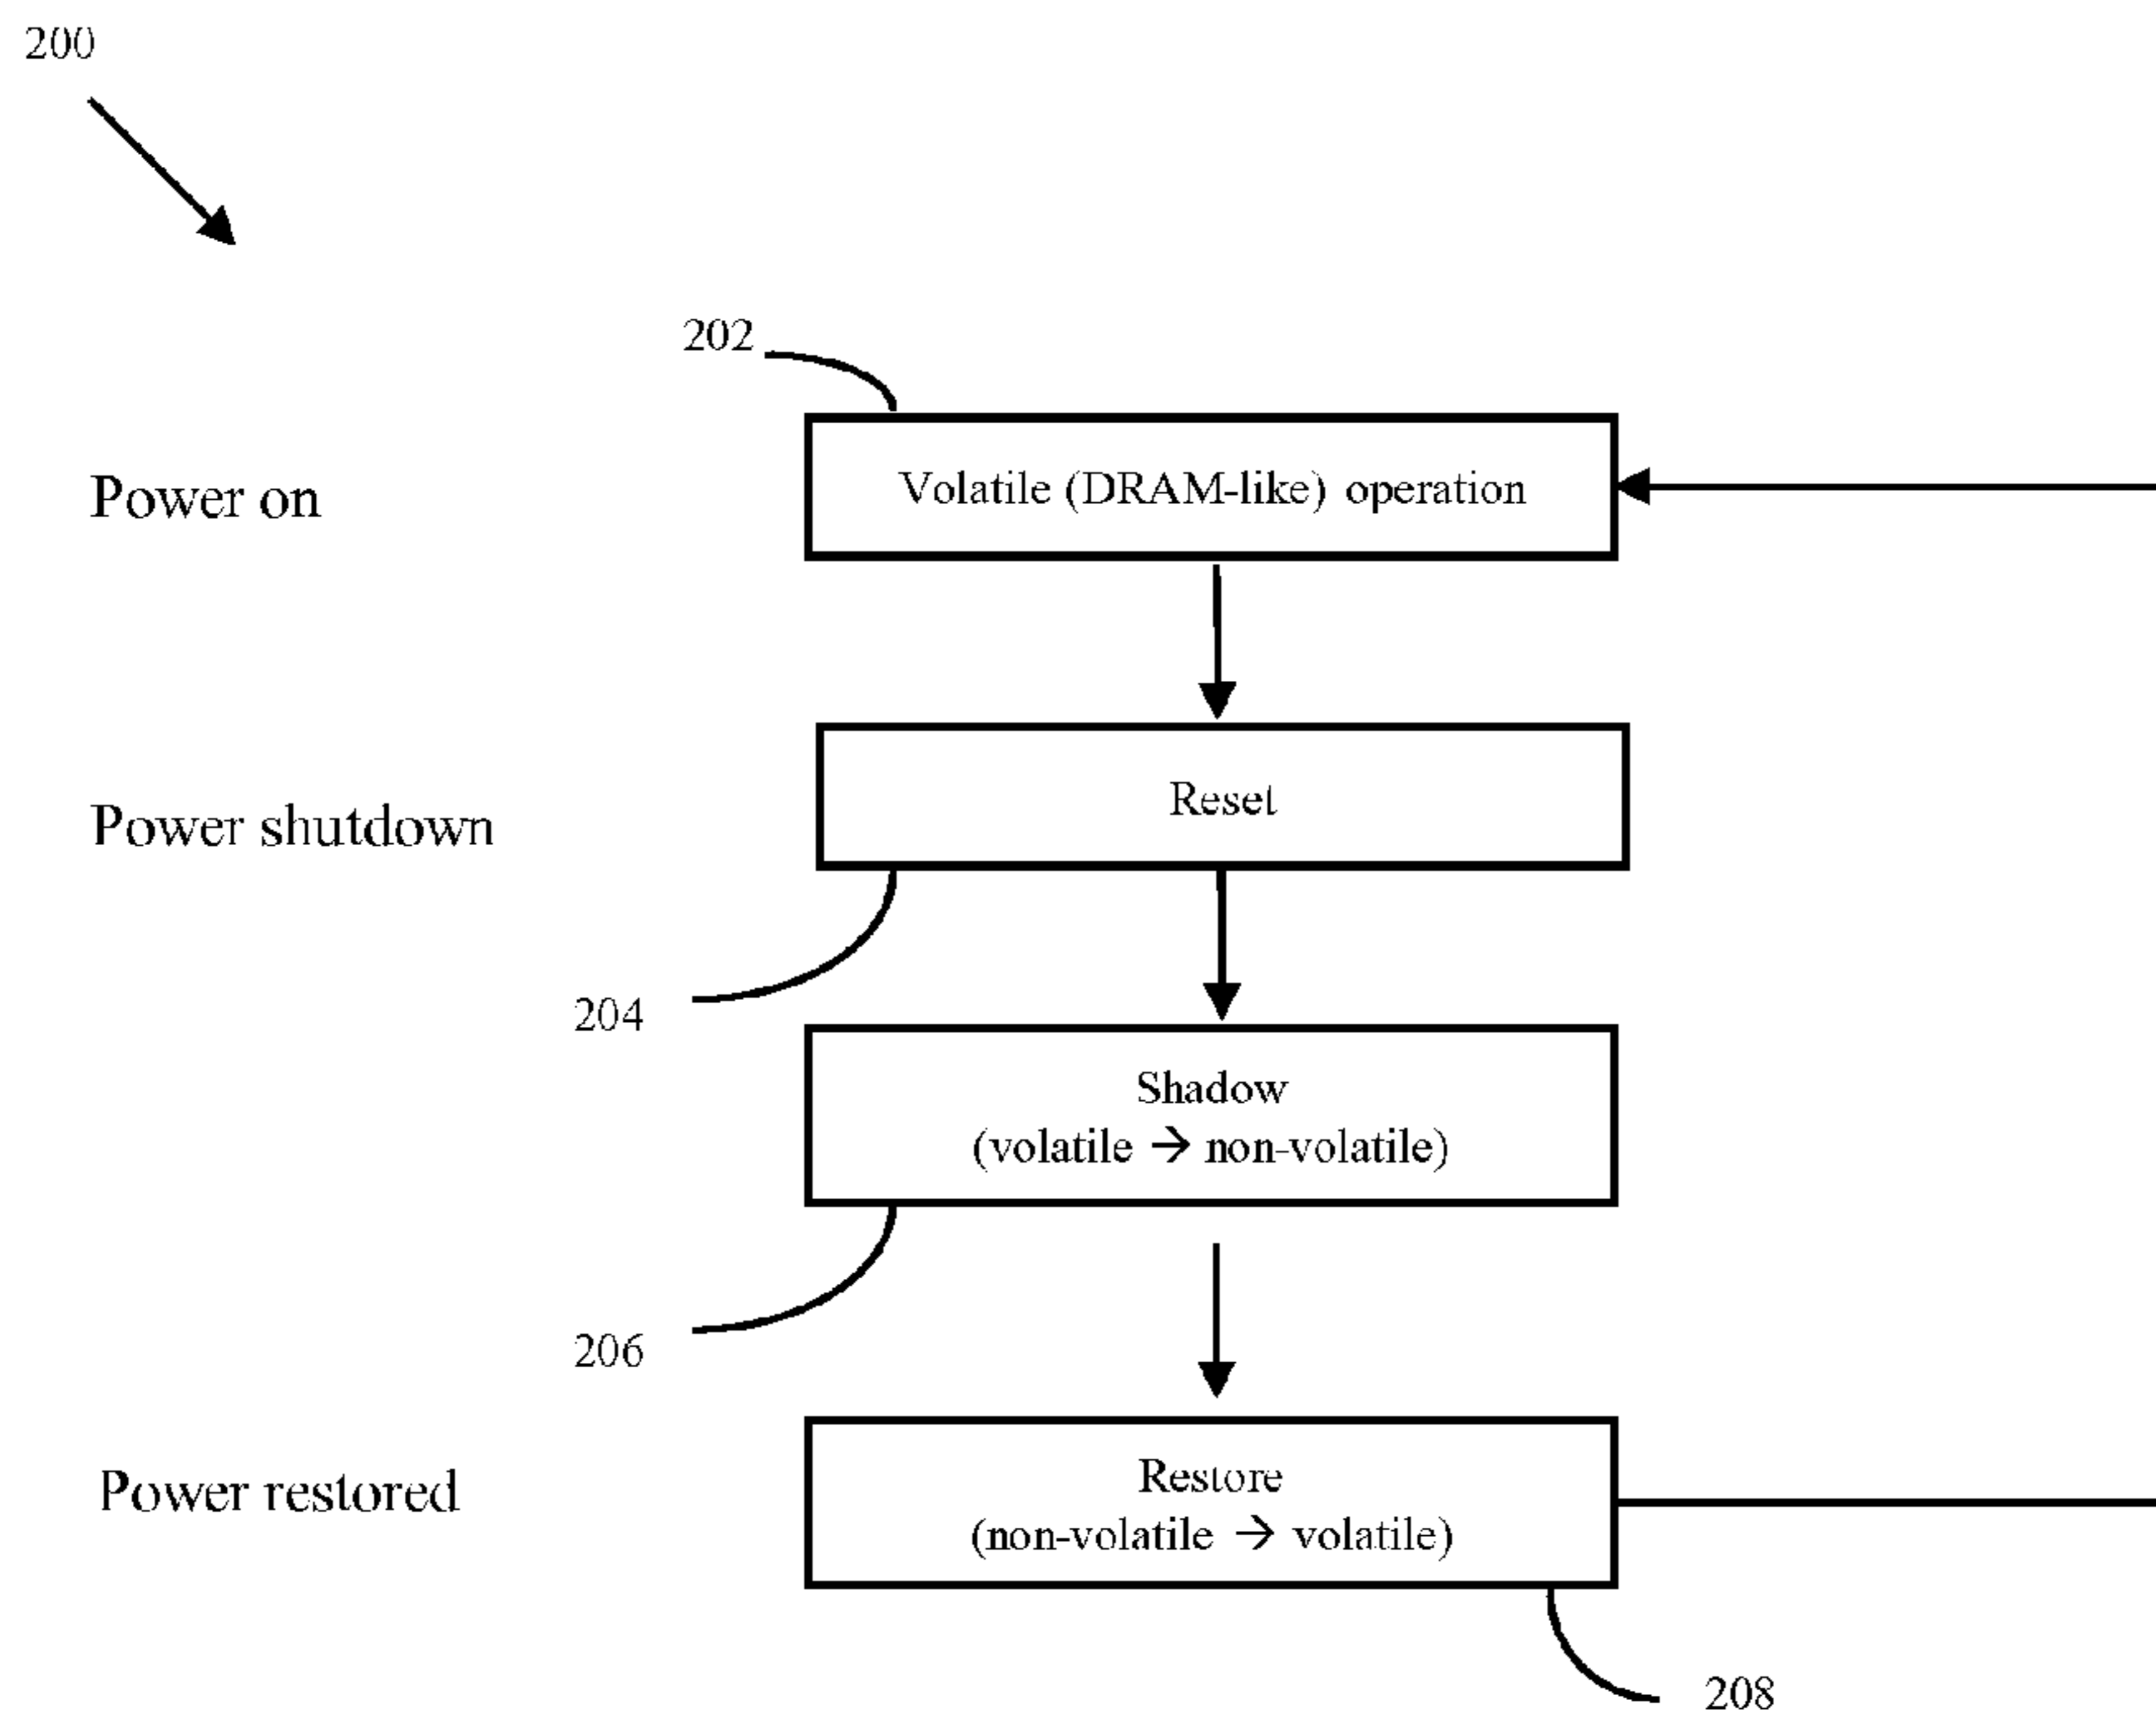 200
202
Power on
Volatile (DRAM-like) operation
Reset
Power shutdown
204
Shadow
(volatile → non-volatile)
206
Restore
Power restored
(non-volatile → volatile)
208